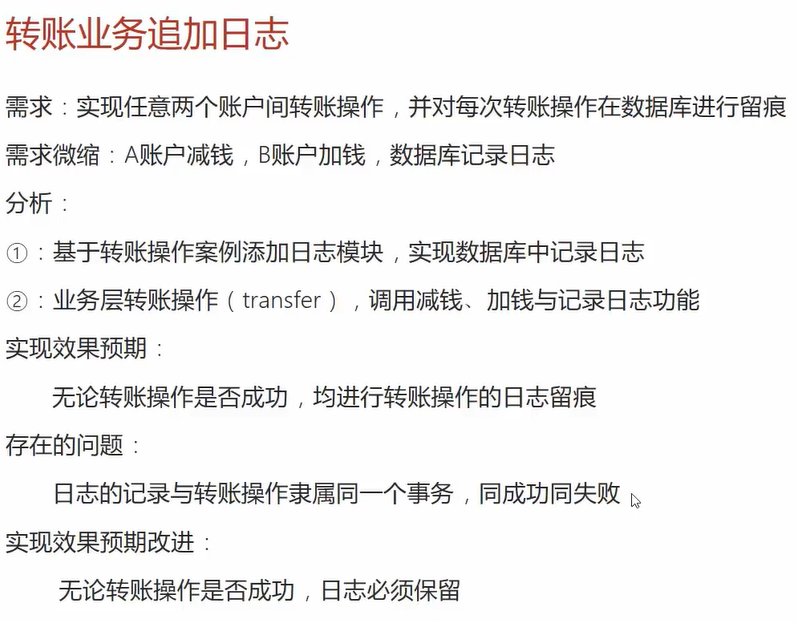 转账业务追加日志
需求：实现任意两个账户间转账操作，并对每次转账操作在数据库进行留痕
需求微缩：A账户减钱，B账户加钱，数据库记录日志
分析：
①：基于转账操作案例添加日志模块，实现数据库中记录日志
②：业务层转账操作（transfer），调用减钱、加钱与记录日志功能
实现效果预期：
无论转账操作是否成功，均进行转账操作的日志留痕
存在的问题：
日志的记录与转账操作隶属同一个事务，同成功同失败
实现效果预期改进：
无论转账操作是否成功，日志必须保留